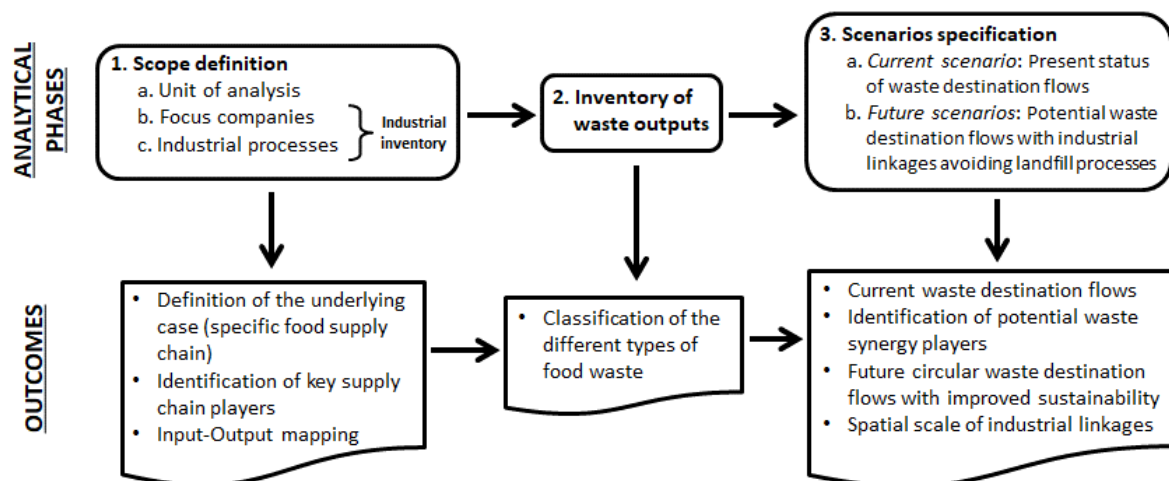 ANALYTICAL
PHASES
1. Scope definition
a. Unit of analysis
b. Focus companies
c. Industrial processes
Industrial
inventory
2. Inventory of
waste outputs
3. Scenarios specification
a. Current scenario: Present status
of waste destination flows
b. Future scenarios: Potential waste
destination flows with industrial
linkages avoiding landfill processes
OUTCOMES
• Definition of the underlying
case (specific food supply
chain)
• Identification of key supply
chain players
• Input-Output mapping
• Classification of the
different types of
food waste
• Current waste destination flows
• Identification of potential waste
synergy players
• Future circular waste destination
flows with improved sustainability
• Spatial scale of industrial linkages